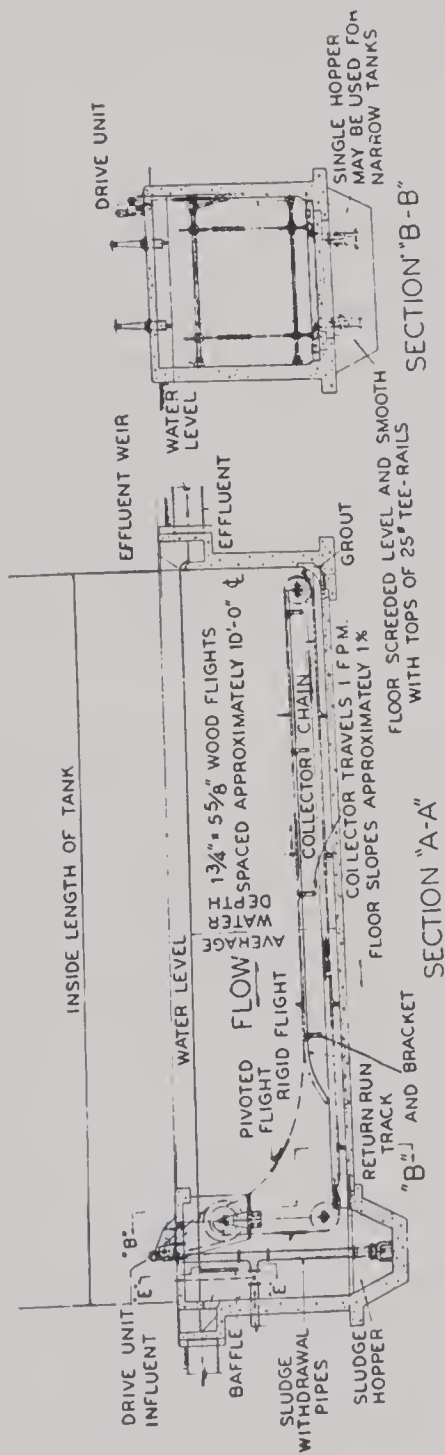 INSIDE LENGTH OF TANK
DRIVE UNIT
INFLUENT
"B"
E
E
BAFFLE
SLUDGE
WITHDRAWAL
PIPES
SLUDGE
HOPPER
WATER LEVEL
PIVOTED
FLIGHT
RIGID FLIGHT
FLOW
AVERAGE
WATER
DEPTH
1 3/4" x 5 5/8" WOOD FLIGHTS
SPACED APPROXIMATELY 10'-0" ℄
COLLECTOR CHAIN
COLLECTOR TRAVELS 1 FPM.
FLOOR SLOPES APPROXIMATELY 1%
RETURN RUN
TRACK
AND BRACKET
"B"
SECTION "A-A"
EFFLUENT WEIR
EFFLUENT
GROUT
FLOOR SCREEDED LEVEL AND SMOOTH
WITH TOPS OF 25# TEE-RAILS
DRIVE UNIT
WATER
LEVEL
SINGLE HOPPER
MAY BE USED FOR
NARROW TANKS
SECTION "B-B"